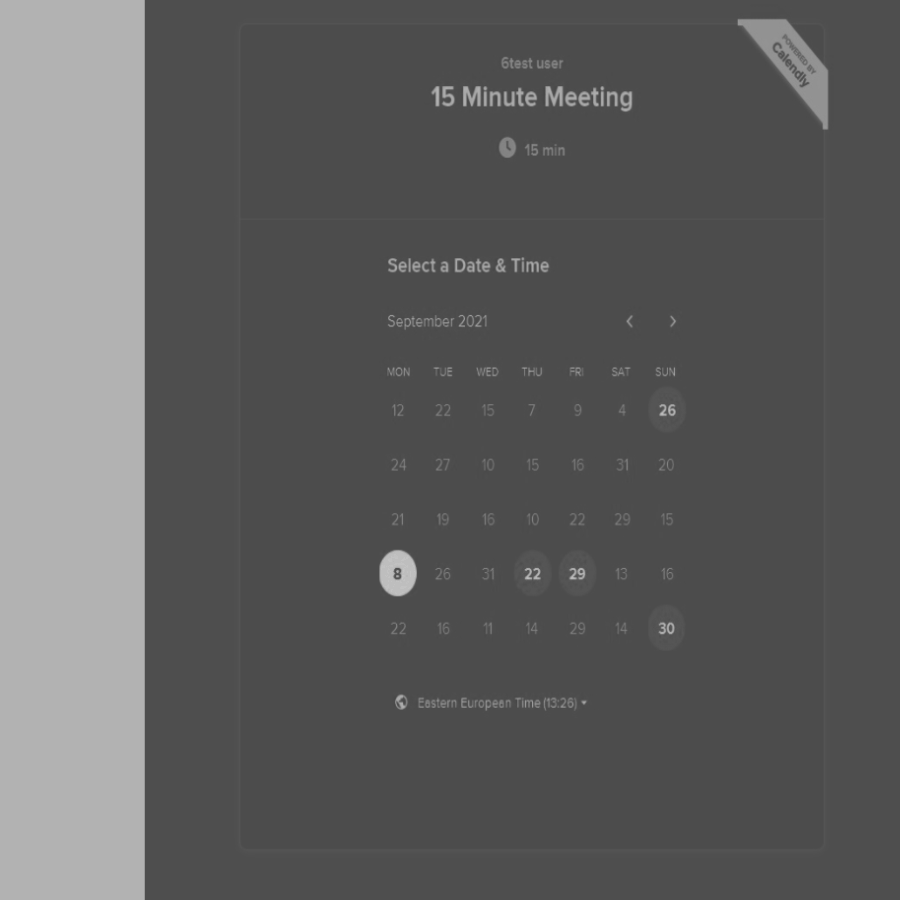 POWERED BY
Calendly
6test user
15 Minute Meeting
15 min
Select a Date & Time
September 2021
MON TUE WED THU FRI SAT SUN
12 22 15 7 9 4 26
24 27 10 15 16 31 20
21 19 16 10 22 29 15
8 26 31 22 29 13 16
22 16 11 14 29 14 30
Eastern European Time (13:26)